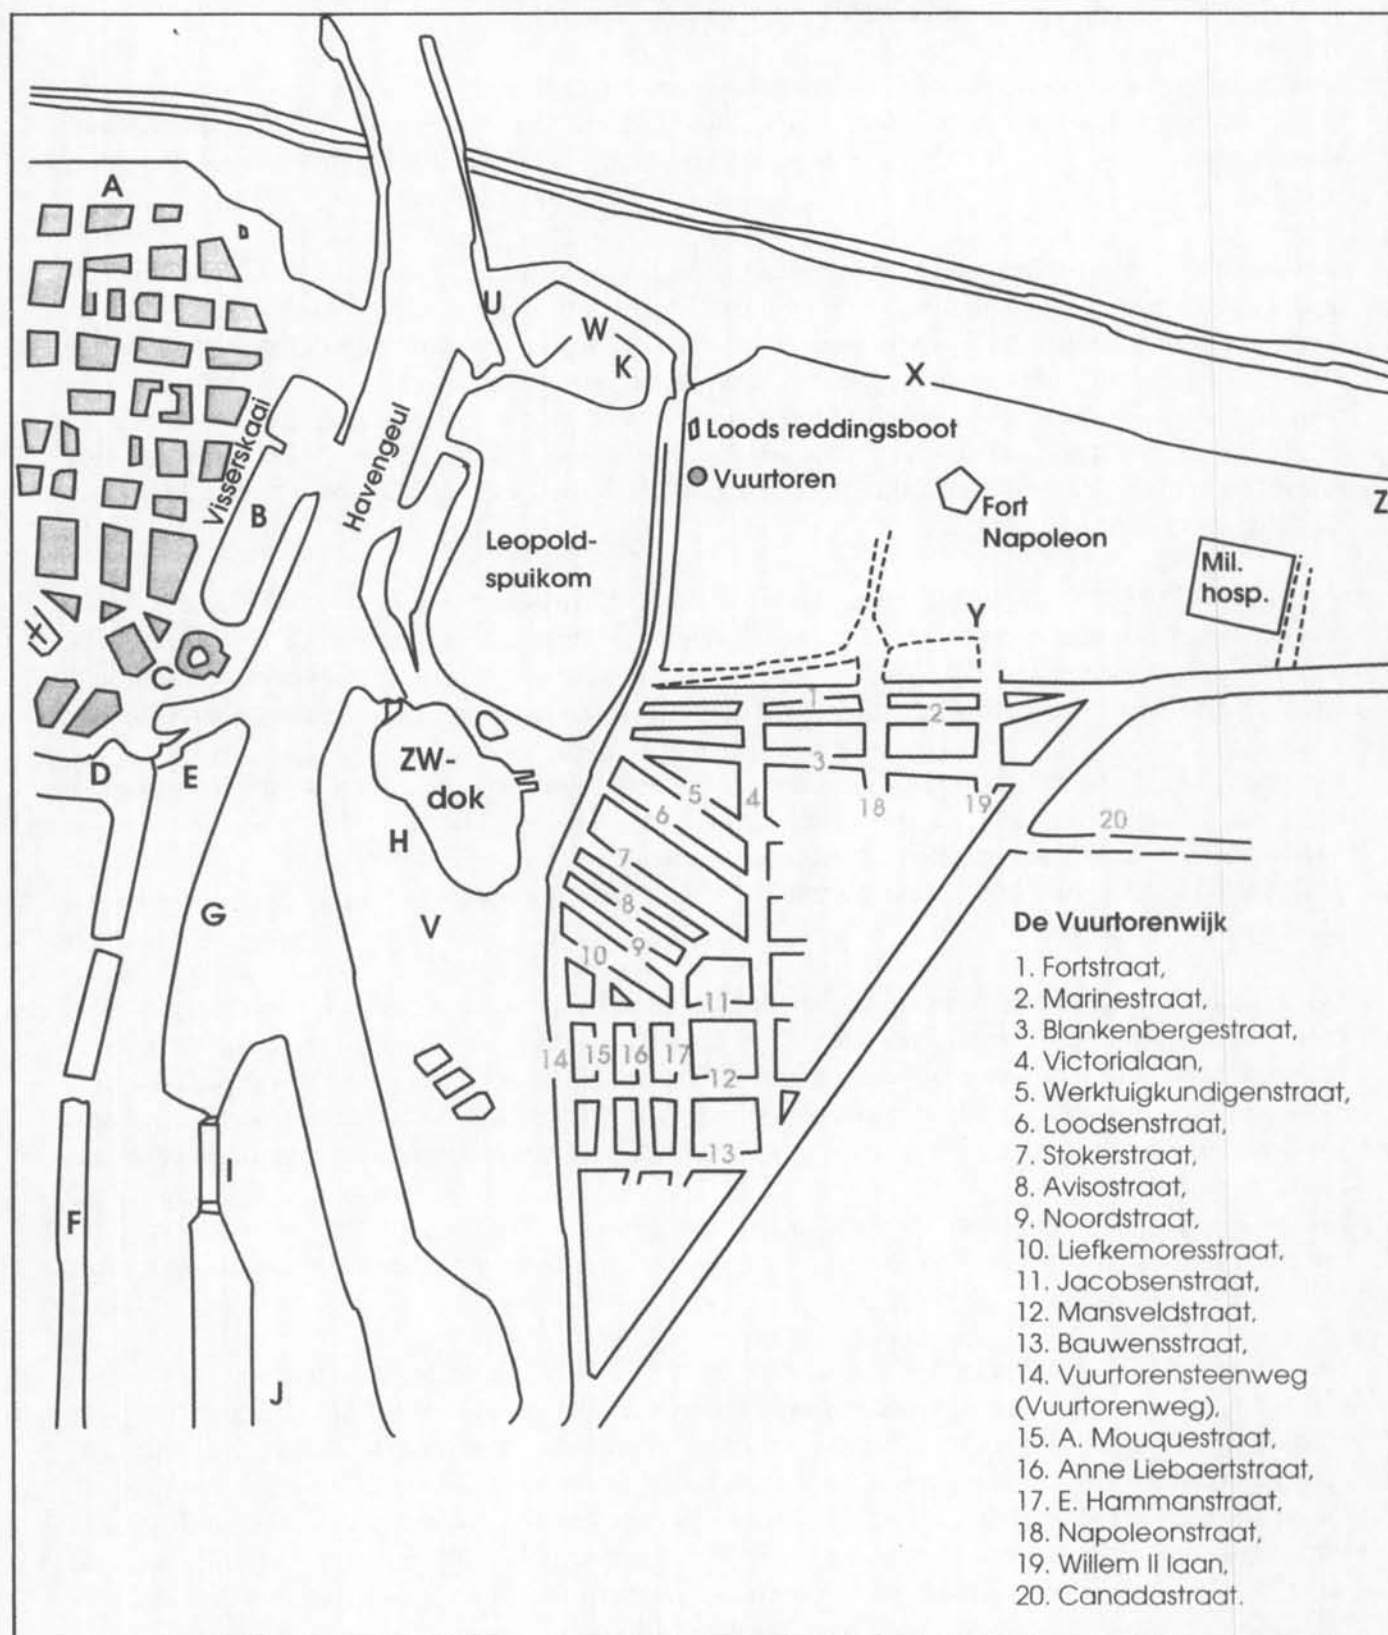 A
U
W
K
X
Havengeul
Visserskaai
B
Loods reddingsboot
Vuurtoren
Fort
Napoleon
Z
Leopold-
spuikom
Mil.
hosp.
Y
C
1
2
D
E
ZW-
dok
3
5
4
6
18
19
20
H
7
8
G
V
9
10
11
14
15
16
17
12
13
I
F
J
De Vuurtorenwijk
1. Fortstraat,
2. Marinestraat,
3. Blankenbergestraat,
4. Victorialaan,
5. Werktuigkundigenstraat,
6. Loodsenstraat,
7. Stokerstraat,
8. Avisostraat,
9. Noordstraat,
10. Liefkemoresstraat,
11. Jacobsenstraat,
12. Mansveldstraat,
13. Bauwensstraat,
14. Vuurtorensteenweg
(Vuurtorenweg),
15. A. Mouquestraat,
16. Anne Liebaertstraat,
17. E. Hammanstraat,
18. Napoleonstraat,
19. Willem II laan,
20. Canadastraat.